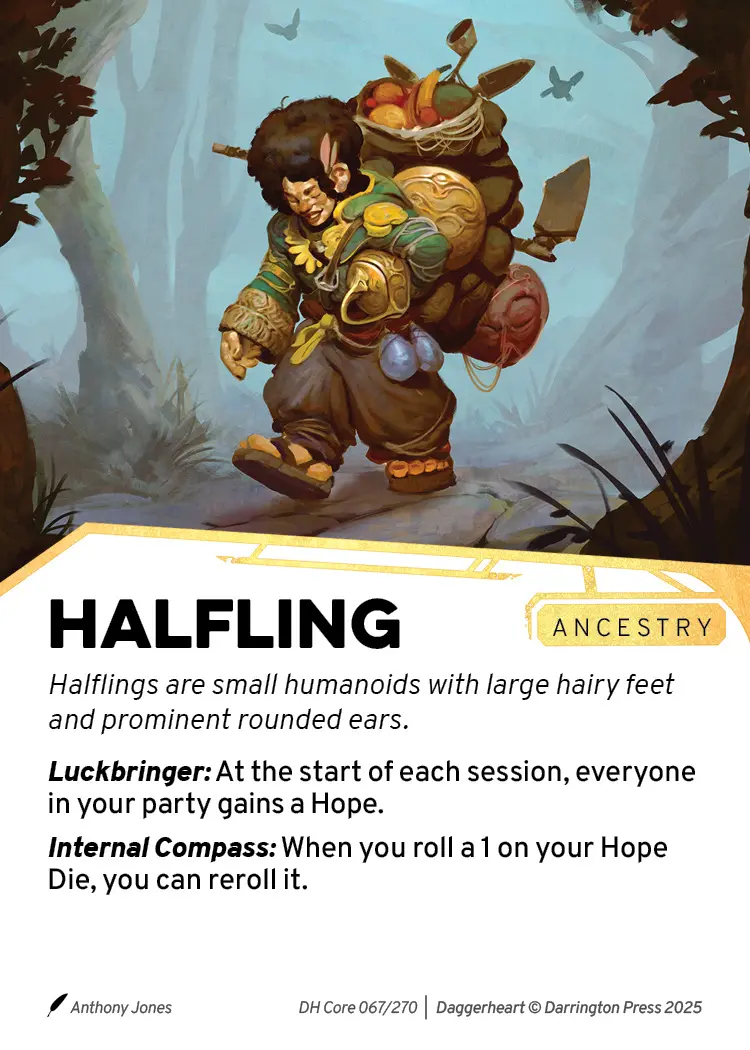 HALFLING
ANCESTRY
Halflings are small humanoids with large hairy feet
and prominent rounded ears.
Luckbringer: At the start of each session, everyone
in your party gains a Hope.
Internal Compass: When you roll a 1 on your Hope
Die, you can reroll it.
Anthony Jones
DH Core 067/270 | Daggerheart © Darrington Press 2025